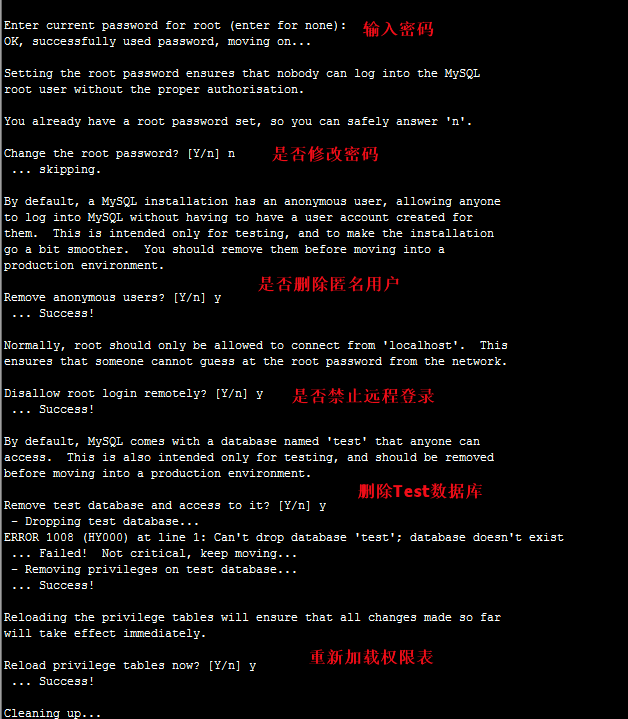 Enter current password for root (enter for none): 输入密码
OK, successfully used password, moving on...
Setting the root password ensures that nobody can log into the MySQL
root user without the proper authorisation.
You already have a root password set, so you can safely answer 'n'.
Change the root password? [Y/n] n 是否修改密码
... skipping.
By default, a MySQL installation has an anonymous user, allowing anyone
to log into MySQL without having to have a user account created for
them.  This is intended only for testing, and to make the installation
go a bit smoother.  You should remove them before moving into a
production environment.
是否删除匿名用户
Remove anonymous users? [Y/n] y
... Success!
Normally, root should only be allowed to connect from 'localhost'.  This
ensures that someone cannot guess at the root password from the network.
Disallow root login remotely? [Y/n] y 是否禁止远程登录
... Success!
By default, MySQL comes with a database named 'test' that anyone can
access.  This is also intended only for testing, and should be removed
before moving into a production environment.
删除Test数据库
Remove test database and access to it? [Y/n] y
- Dropping test database...
ERROR 1008 (HY000) at line 1: Can't drop database 'test'; database doesn't exist
... Failed!  Not critical, keep moving...
- Removing privileges on test database...
... Success!
Reloading the privilege tables will ensure that all changes made so far
will take effect immediately.
Reload privilege tables now? [Y/n] y 重新加载权限表
... Success!
Cleaning up...